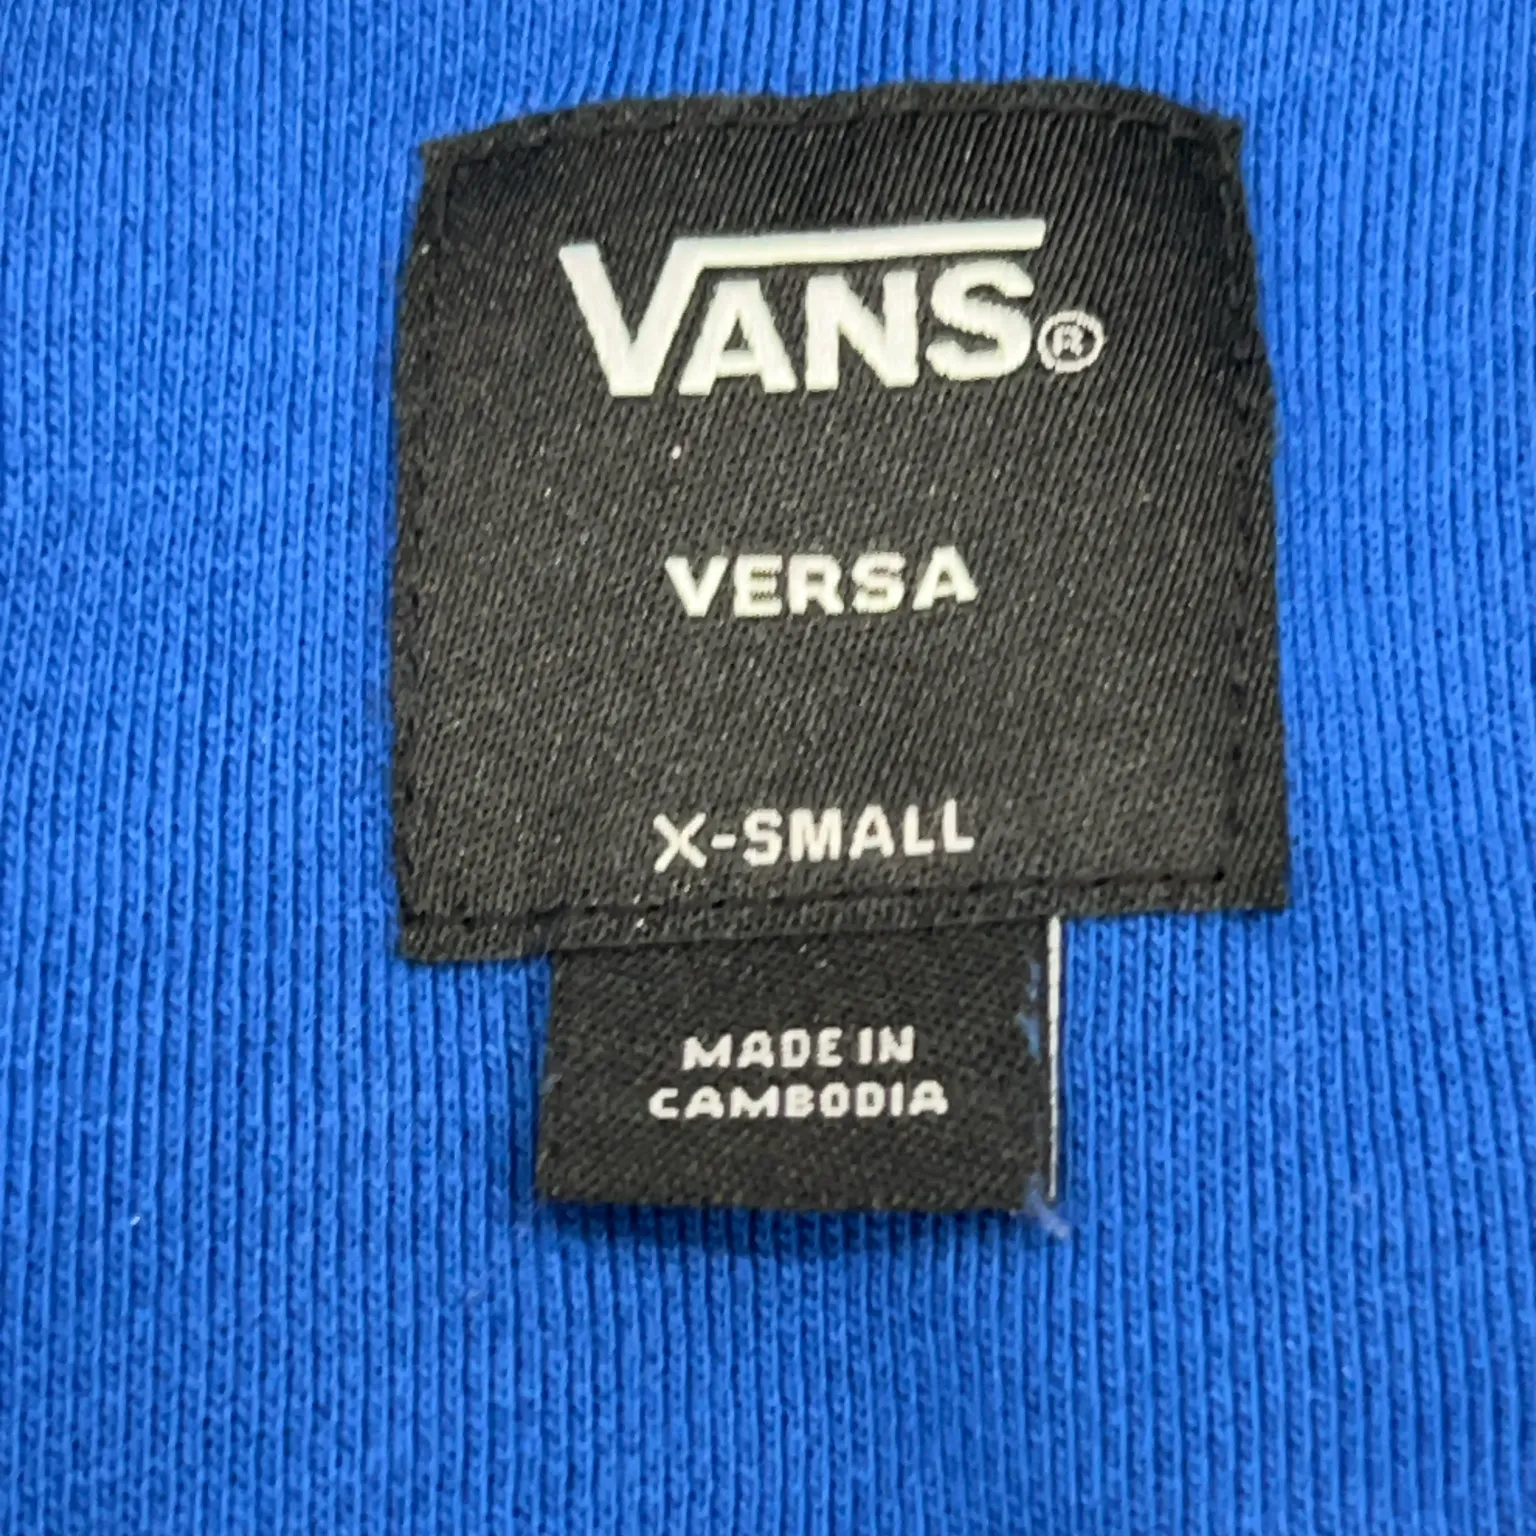 VANS®
VERSA
X-SMALL
MADE IN
CAMBODIA